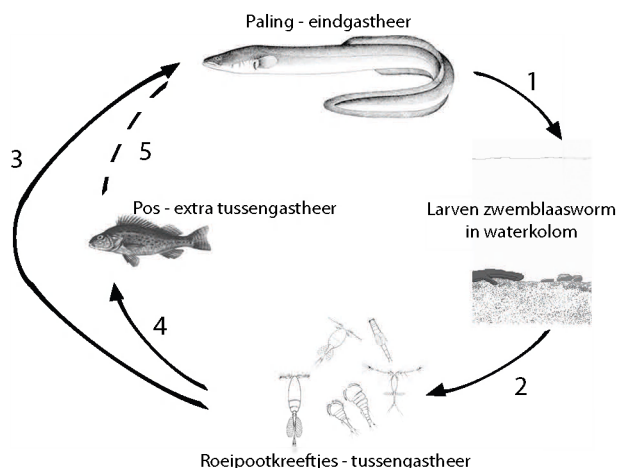 Paling - eindgastheer
1
3
5
Pos - extra tussengastheer
Larven zwemblaasworm
in waterkolom
4
2
Roeipootkreeftjes - tussengastheer